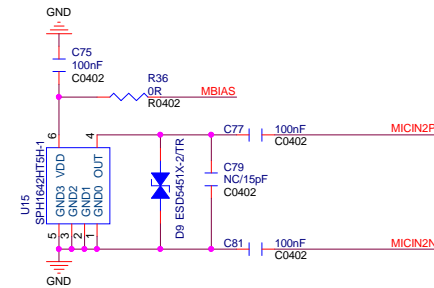 GND
C75
100nF
C0402
R36
0R
R0402
MBIAS
6
4
VDD
OUT
GND3
GND2
GND1
GND0
U15
SPH1642HT5H-1
5
3
2
1
GND
D9 ESD5451X-2/TR
C77
100nF
C0402
MICIN2P
C79
NC/15pF
C0402
C81
100nF
C0402
MICIN2N